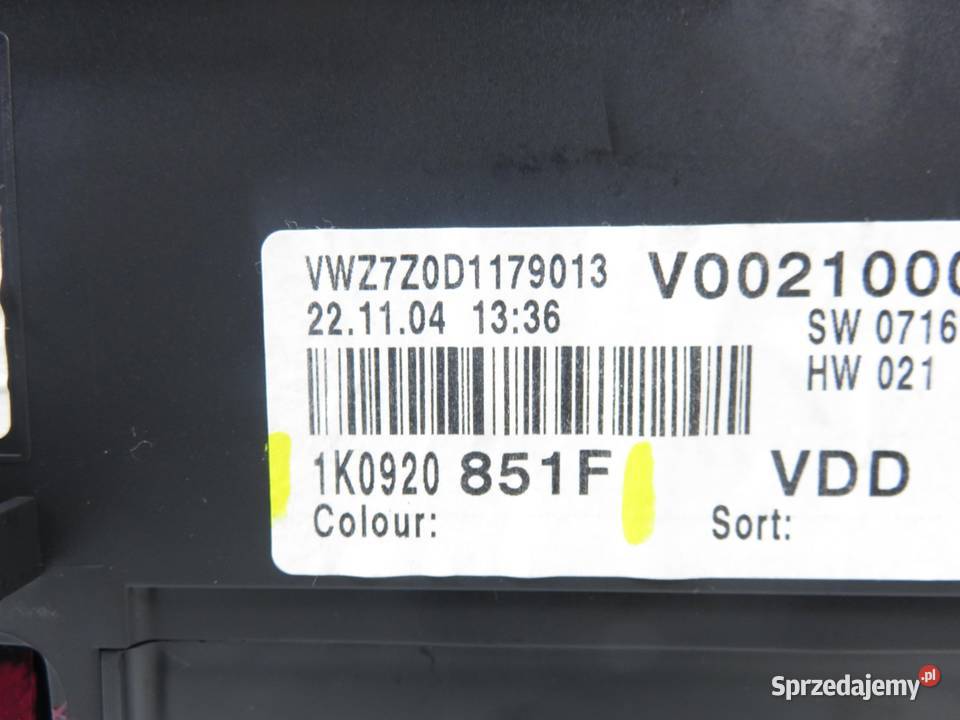 VWZ7Z0D1179013 V0021000
22.11.04 13:36 SW 0716
HW 021
1K0920 851F VDD
Colour: Sort:
Sprzedajemy.pl